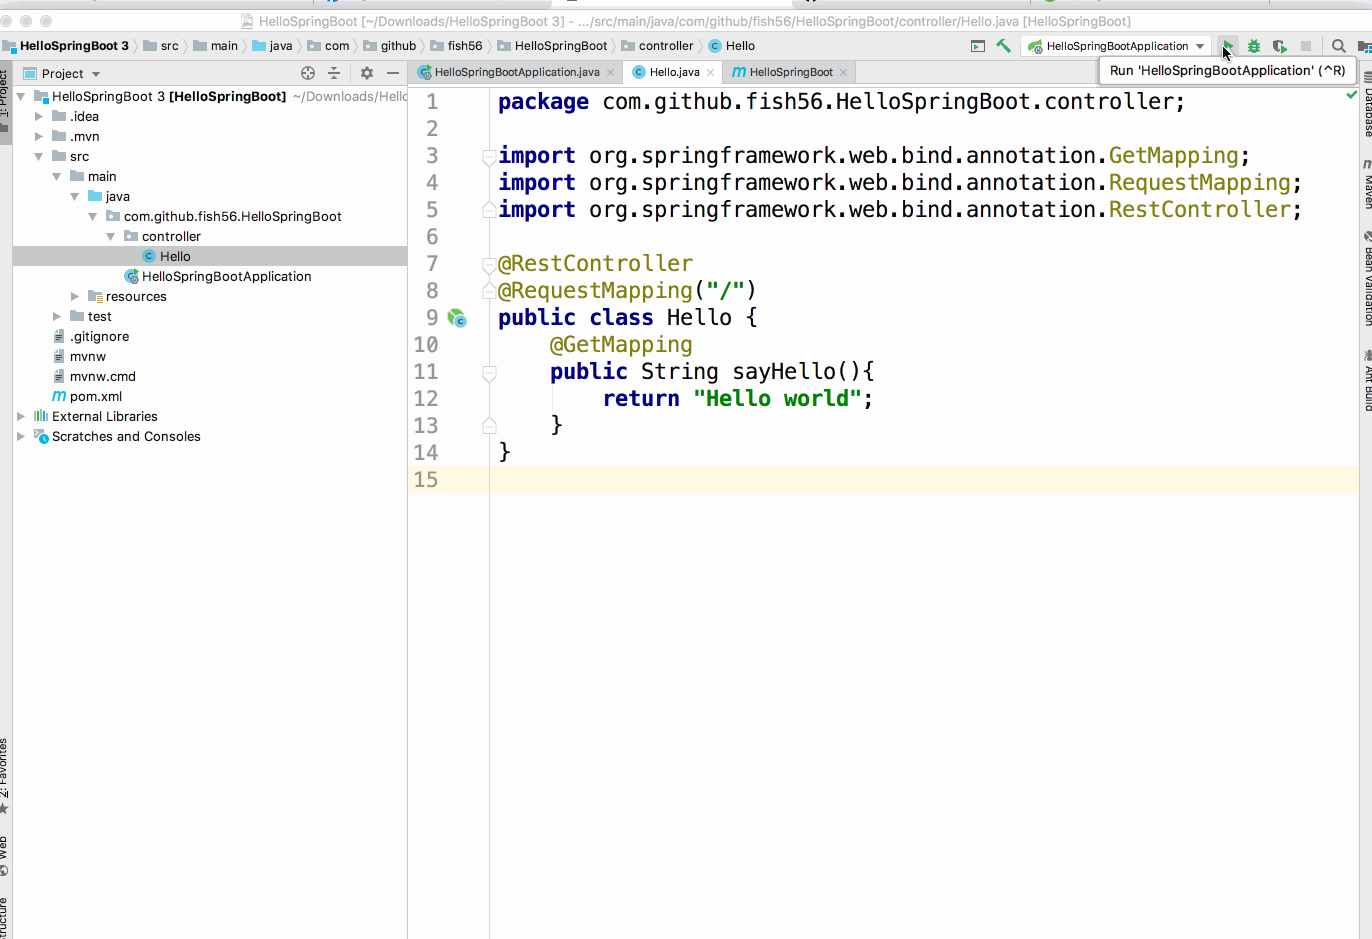 HelloSpringBoot [~/Downloads/HelloSpringBoot 3] - .../src/main/java/com/github/fish56/HelloSpringBoot/controller/Hello.java [HelloSpringBoot]
HelloSpringBoot 3 src main java com github fish56 HelloSpringBoot controller Hello HelloSpringBootApplication
Run 'HelloSpringBootApplication' (^R)
Project
HelloSpringBootApplication.java Hello.java HelloSpringBoot
HelloSpringBoot 3 [HelloSpringBoot] ~/Downloads/Hello
.idea
.mvn
src
main
java
com.github.fish56.HelloSpringBoot
controller
Hello
HelloSpringBootApplication
resources
test
.gitignore
mvnw
mvnw.cmd
pom.xml
External Libraries
Scratches and Consoles
1 package com.github.fish56.HelloSpringBoot.controller;
2
3 import org.springframework.web.bind.annotation.GetMapping;
4 import org.springframework.web.bind.annotation.RequestMapping;
5 import org.springframework.web.bind.annotation.RestController;
6
7 @RestController
8 @RequestMapping("/")
9 public class Hello {
10 @GetMapping
11 public String sayHello(){
12 return "Hello world";
13 }
14 }
15
1: Project
2: Favorites
Web
Database
Maven
Bean Validation
Ant Build